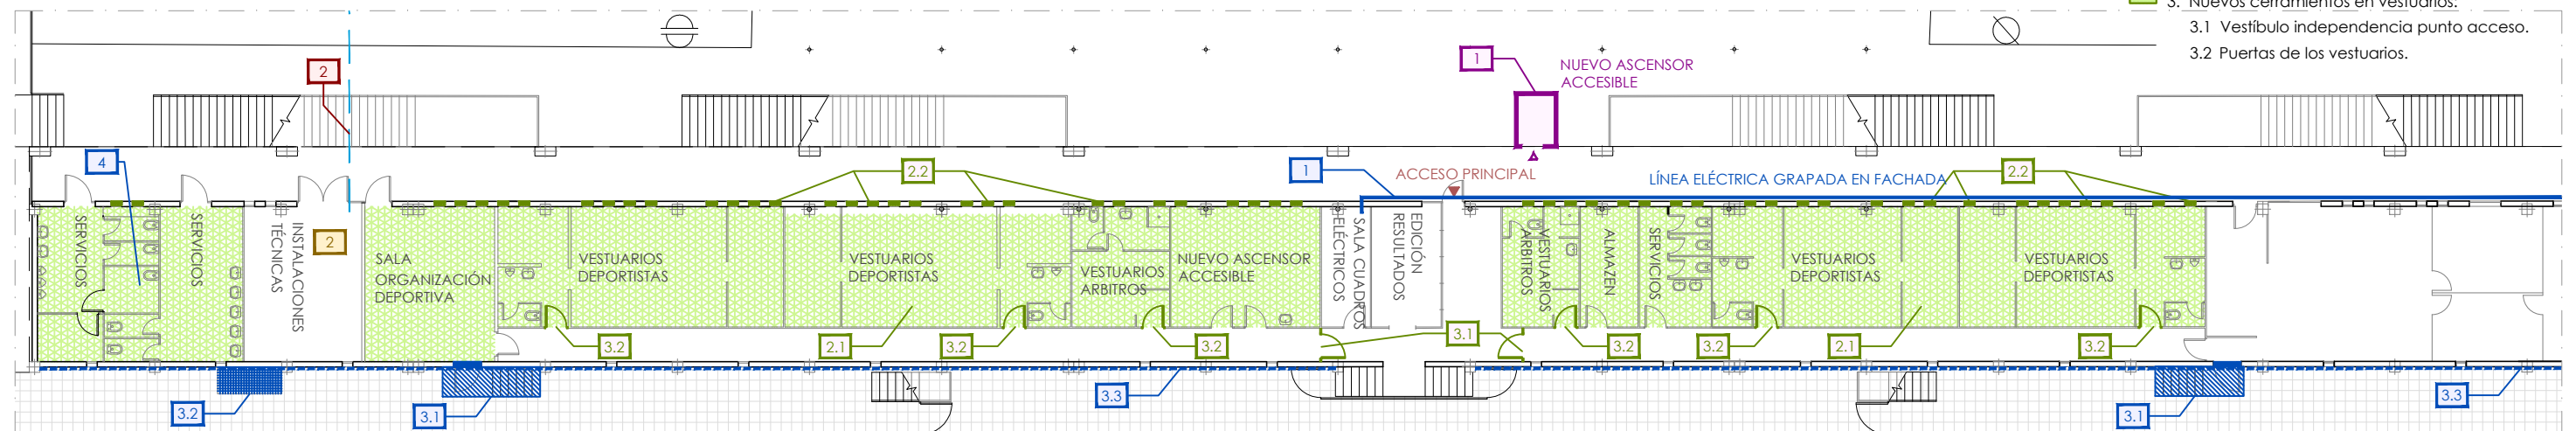 3. Nuevos cerramientos en vestuarios:
3.1 Vestíbulo independencia punto acceso.
3.2 Puertas de los vestuarios.
1
NUEVO ASCENSOR
ACCESIBLE
2
4
2.2
1
ACCESO PRINCIPAL
LÍNEA ELÉCTRICA GRAPADA EN FACHADA
2.2
SERVICIOS
SERVICIOS
INSTALACIONES
TÉCNICAS
2
SALA
ORGANIZACIÓN
DEPORTIVA
VESTUARIOS
DEPORTISTAS
VESTUARIOS
DEPORTISTAS
VESTUARIOS
ARBITROS
NUEVO ASCENSOR
ACCESIBLE
SALA CUADROS
ELÉCTRICOS
EDICIÓN
RESULTADOS
VESTUARIOS
ARBITROS
ALMAZEN
SERVICIOS
VESTUARIOS
DEPORTISTAS
VESTUARIOS
DEPORTISTAS
3.2
2.1
3.2
3.2
3.1
3.2
3.2
2.1
3.2
3.2
3.1
3.3
3.1
3.3